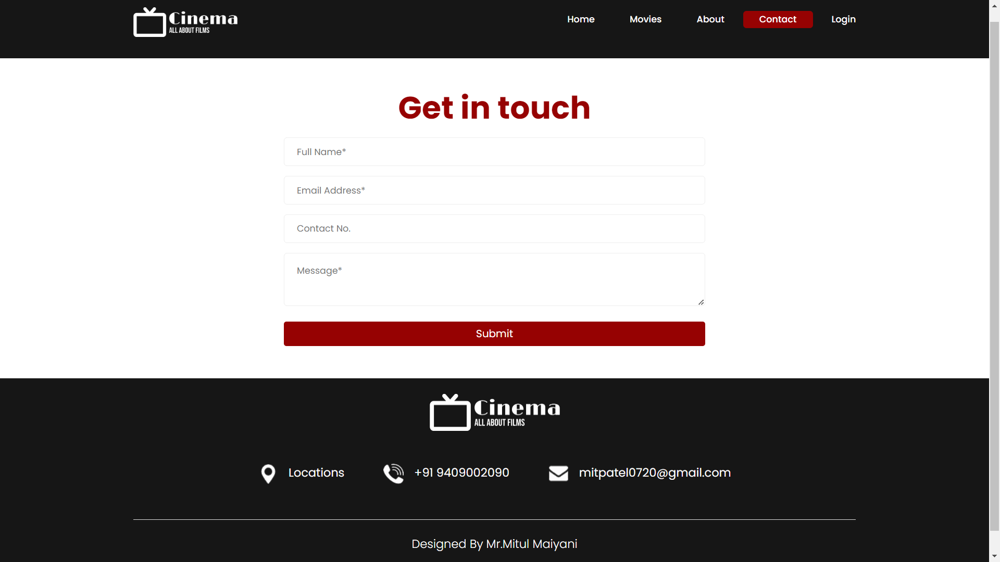 Cinema
ALL ABOUT FILMS
Home Movies About Contact Login
Get in touch
Full Name*
Email Address*
Contact No.
Message*
Submit
Cinema
ALL ABOUT FILMS
Locations +91 9409002090 mitpatel0720@gmail.com
Designed By Mr.Mitul Maiyani